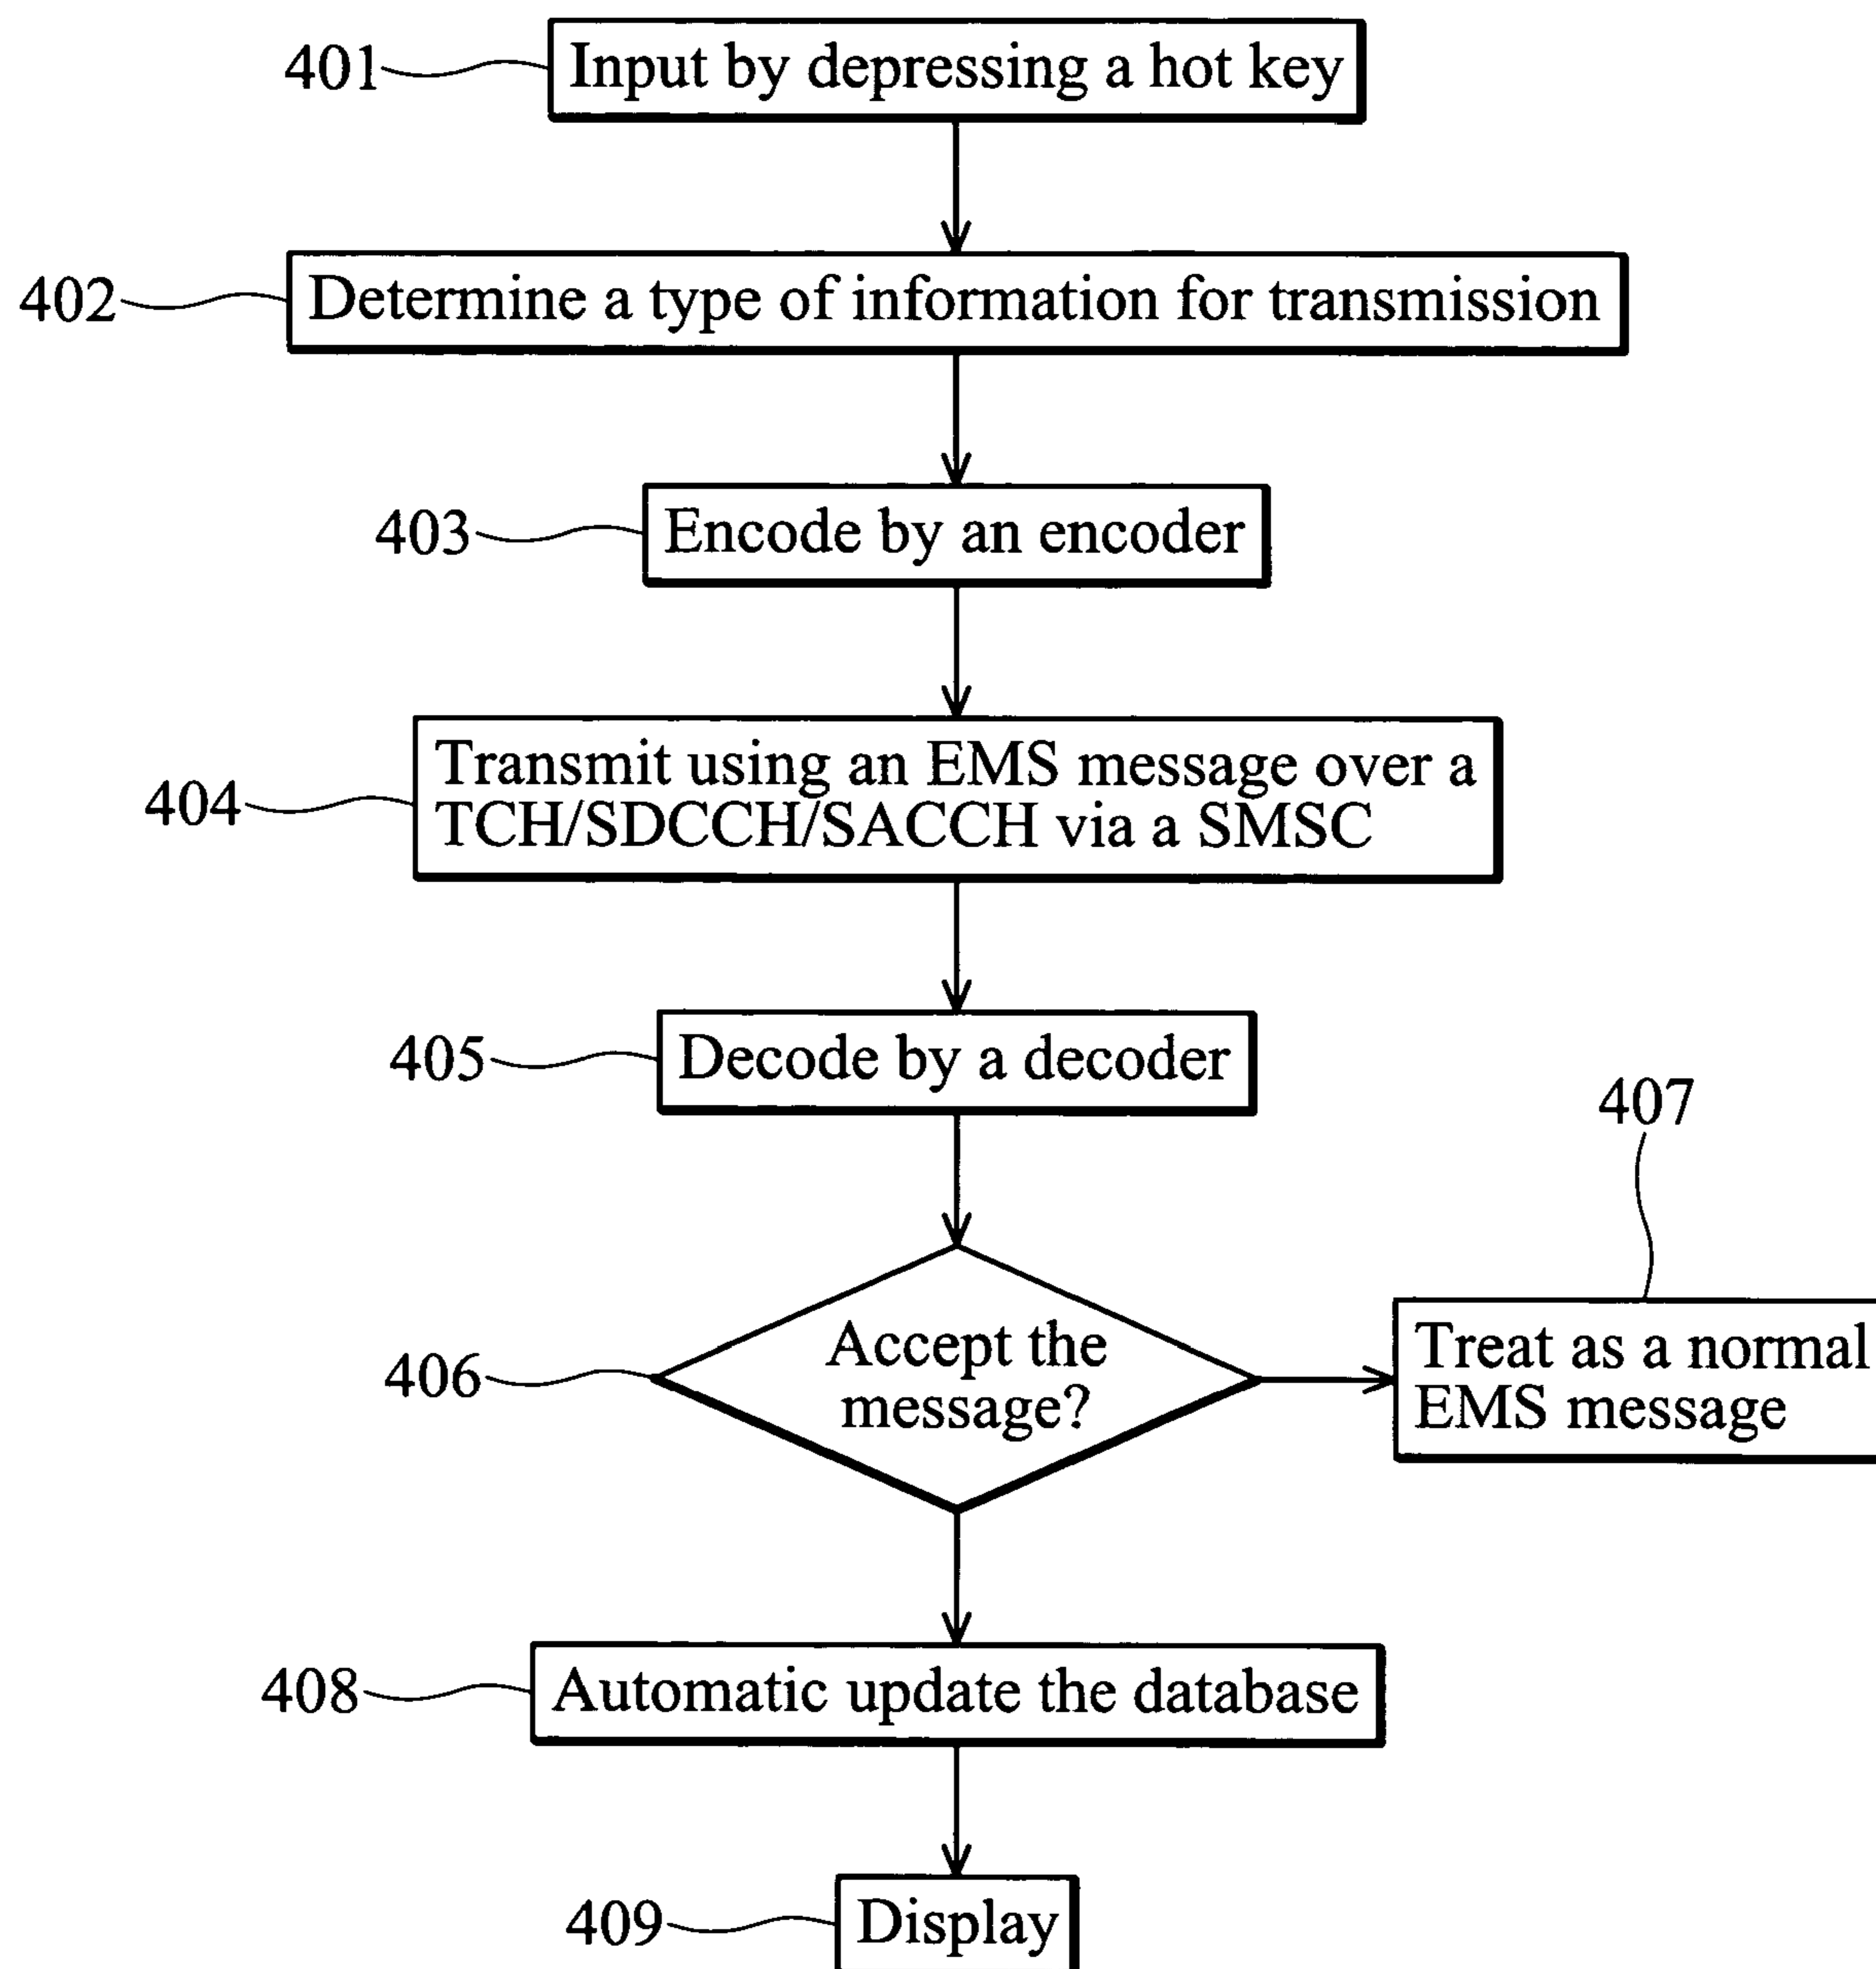 401
Input by depressing a hot key
402
Determine a type of information for transmission
403
Encode by an encoder
404
Transmit using an EMS message over a
TCH/SDCCH/SACCH via a SMSC
405
Decode by a decoder
407
406
Accept the
message?
Treat as a normal
EMS message
408
Automatic update the database
409
Display